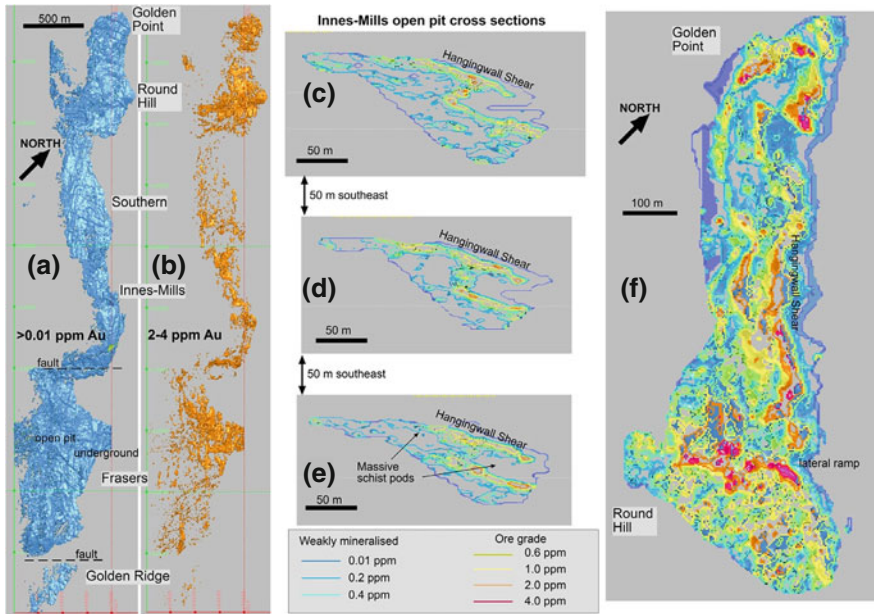 500 m
Golden
Point
Round
Hill
NORTH
Southern
(a)
(b)
Innes-Mills
>0.01 ppm Au
2-4 ppm Au
fault
open pit
underground
Frasers
fault
Golden Ridge
Innes-Mills open pit cross sections
(c)
Hangingwall Shear
50 m
50 m southeast
(d)
Hangingwall Shear
50 m
50 m southeast
(e)
Hangingwall Shear
Massive
schist pods
50 m
Weakly mineralised
0.01 ppm
0.2 ppm
0.4 ppm
Ore grade
0.6 ppm
1.0 ppm
2.0 ppm
4.0 ppm
Golden
Point
NORTH
100 m
Hangingwall Shear
(f)
lateral ramp
Round
Hill